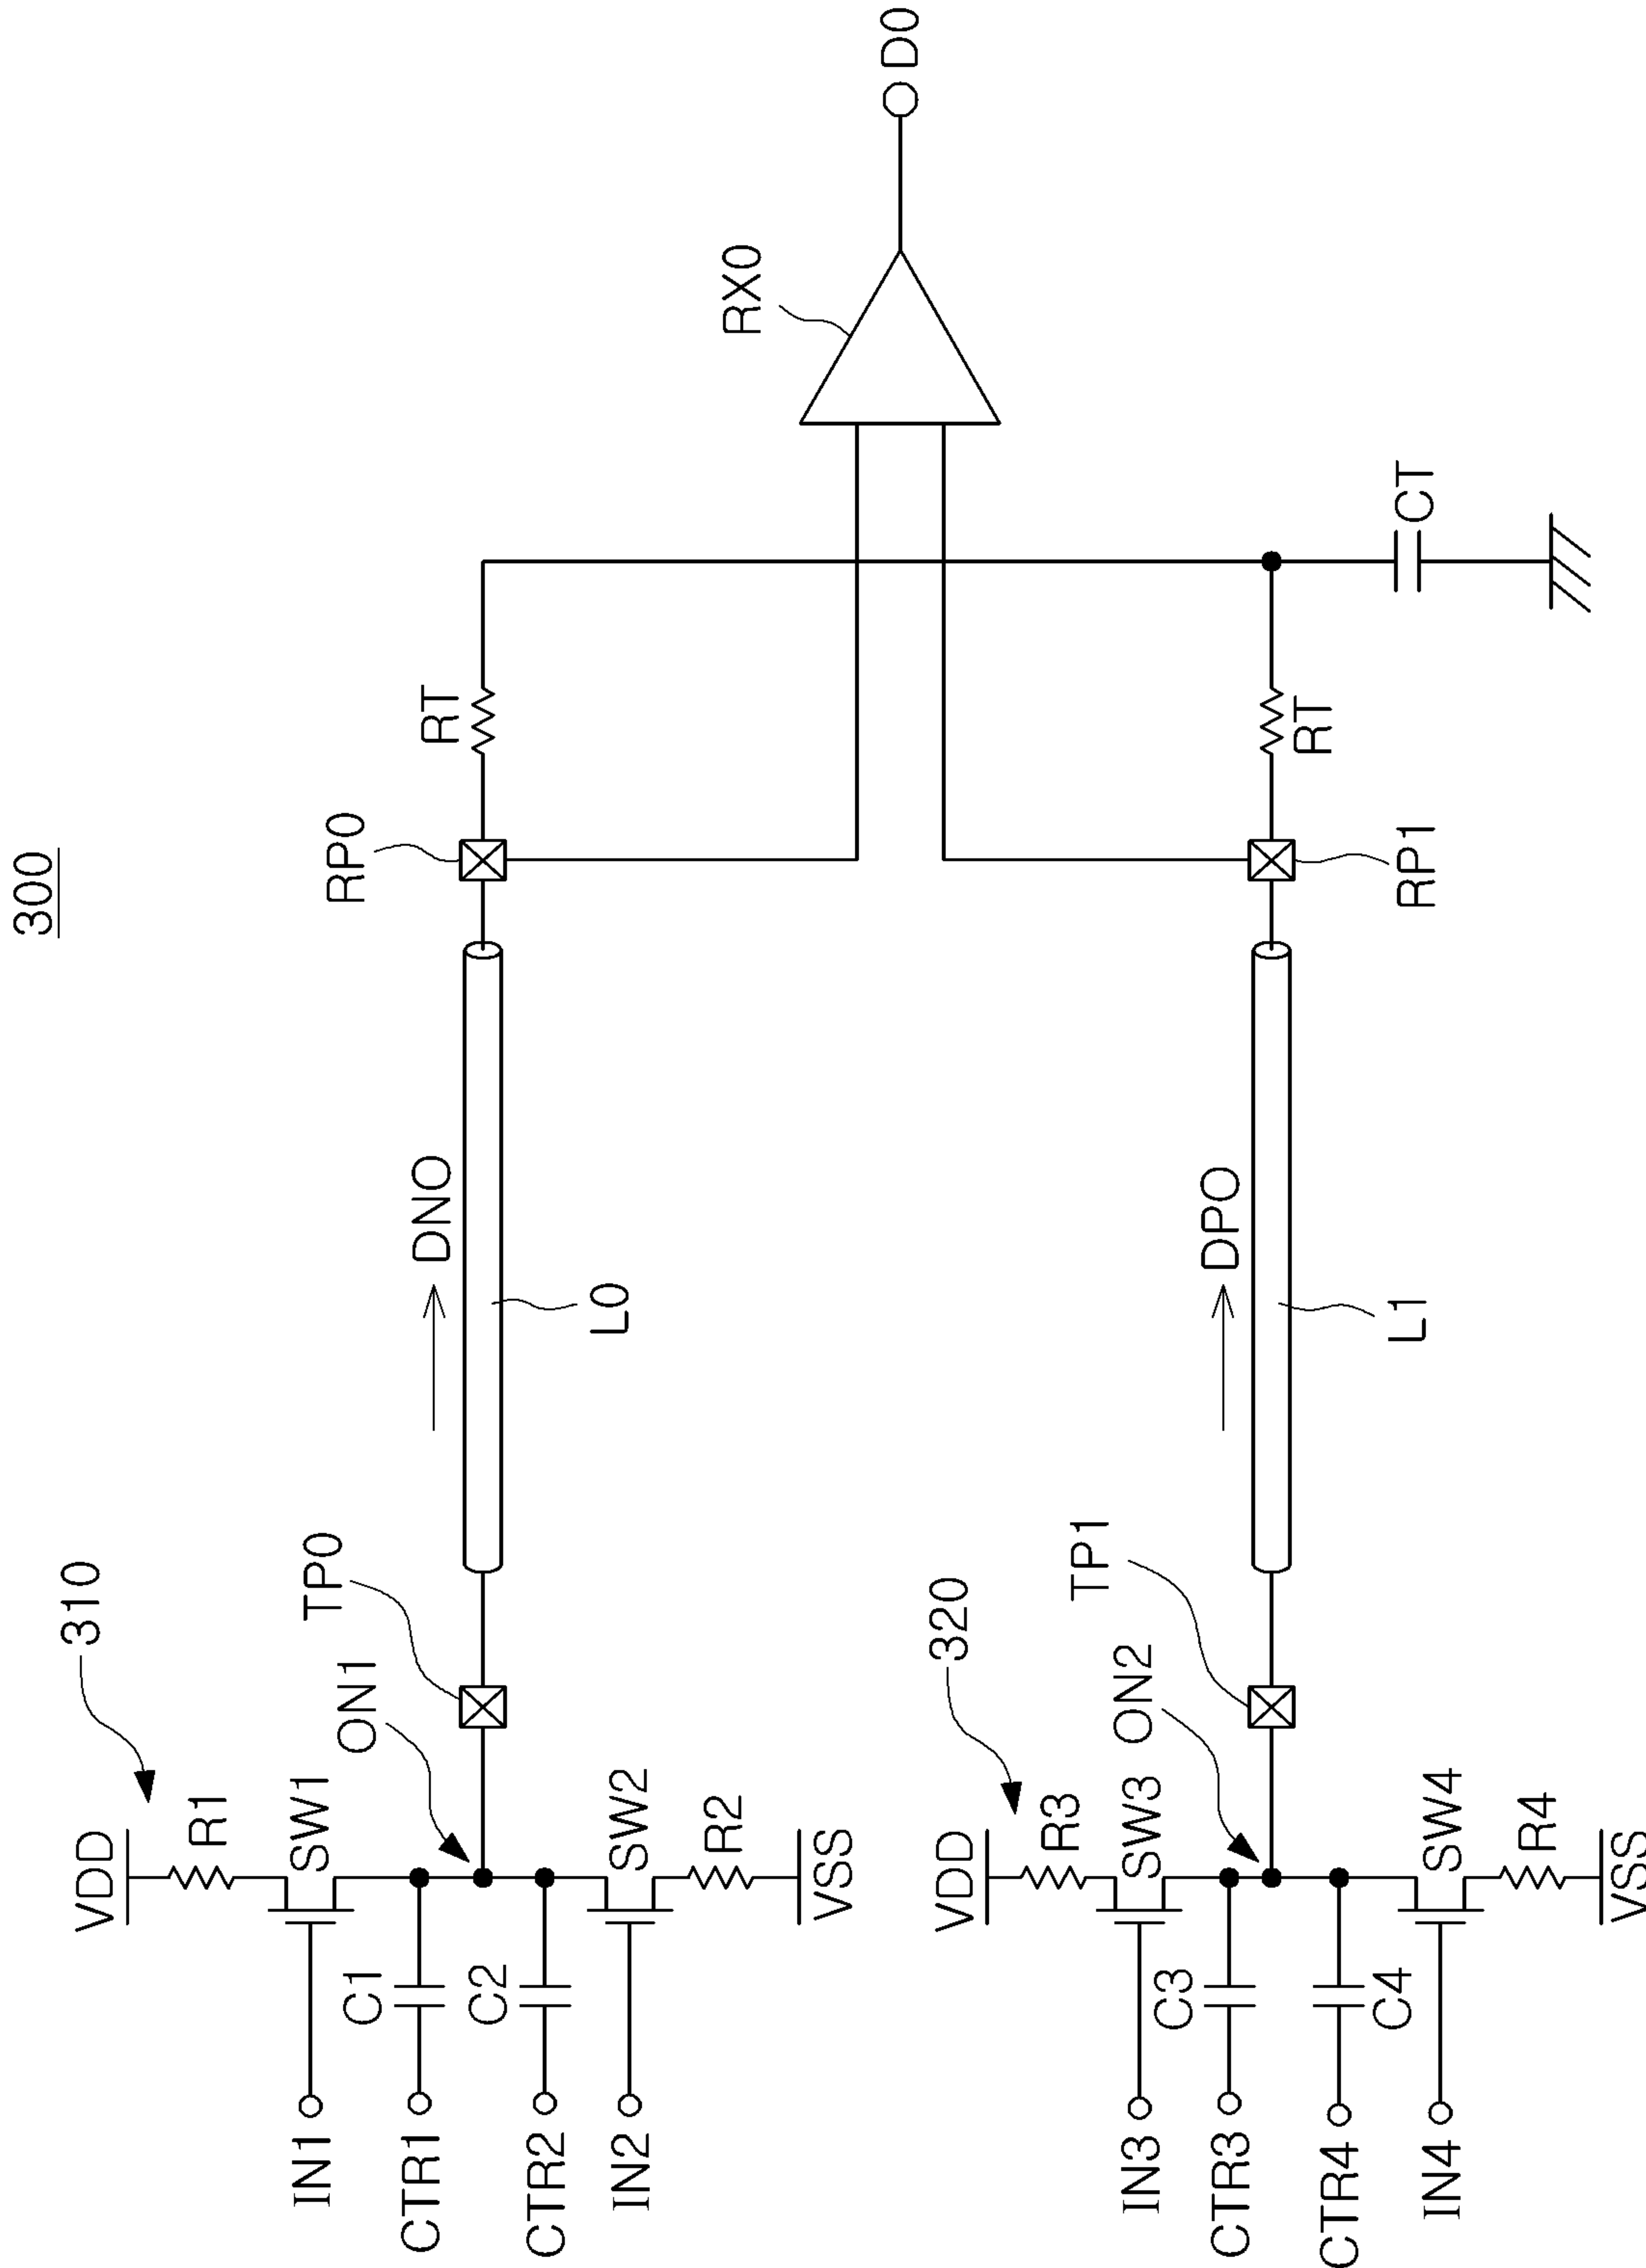 300
VDD
310
R1
IN1
SW1
C1
CTR1
ON1
TP0
DNO
L0
RP0
RT
C2
CTR2
SW2
IN2
R2
VSS
RX0
D0
VDD
320
R3
IN3
SW3
C3
CTR3
ON2
TP1
DPO
L1
RP1
RT
CT
C4
CTR4
SW4
IN4
R4
VSS